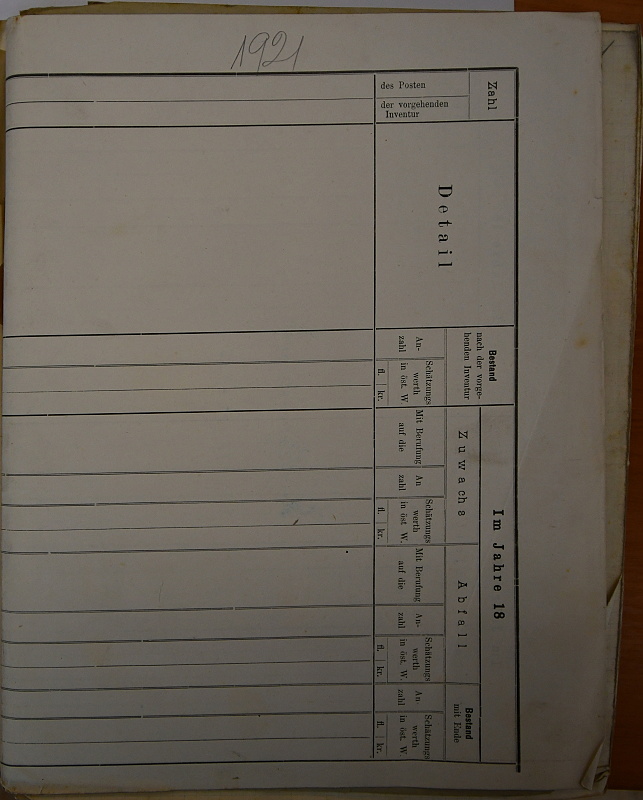 1921
Zahl
des Posten
der vorgehenden
Inventur
Detail
Bestand
nach der vorge-
henden Inventur
An-
zahl
Schätzungs
werth
in öst. W.
fl.
kr.
Im Jahre 18
Zuwachs
Mit Berufung
auf die
An
zahl
Schätzungs
werth
in öst. W.
fl.
kr.
Abfall
Mit Berufung
auf die
An-
zahl
Schätzungs
werth
in öst. W.
fl.
kr.
Bestand
mit Ende
An
zahl
Schätzungs
werth
in öst. W.
fl.
kr.